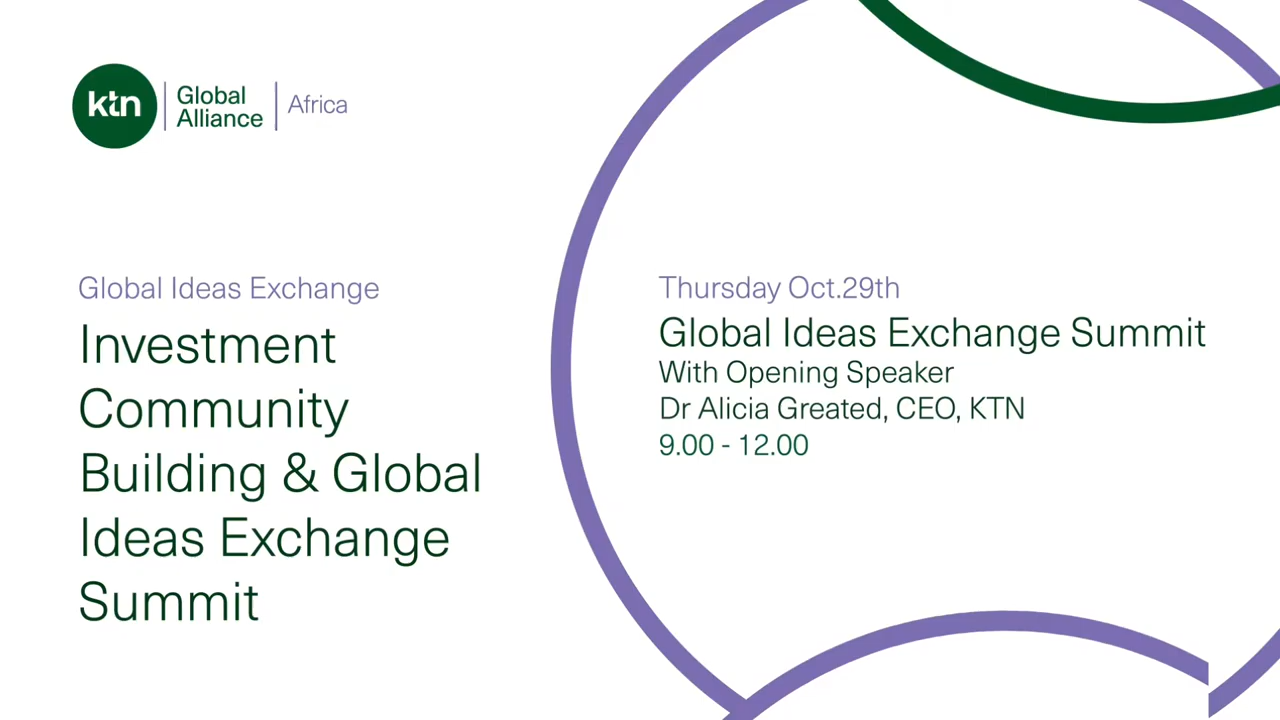 ktn
Global
Alliance
Africa
Global Ideas Exchange
Investment
Community
Building & Global
Ideas Exchange
Summit
Thursday Oct.29th
Global Ideas Exchange Summit
With Opening Speaker
Dr Alicia Greated, CEO, KTN
9.00 - 12.00